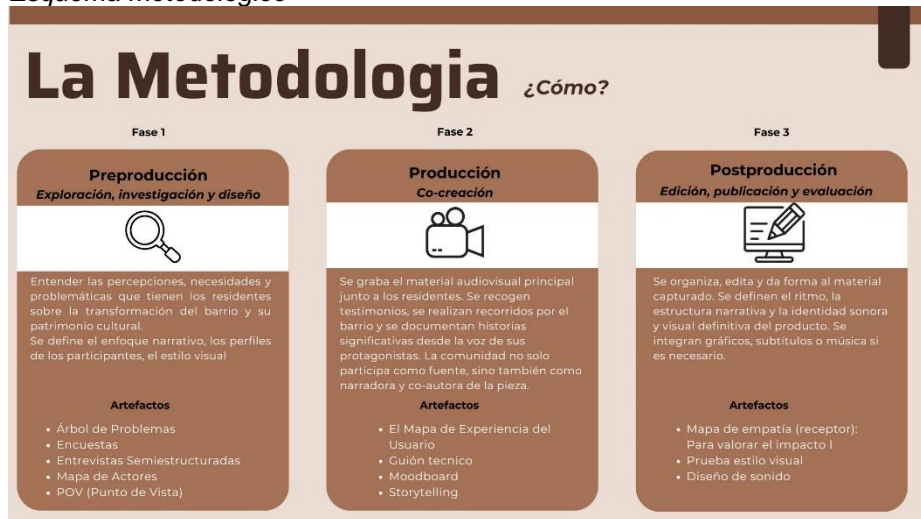 Esquema metodológico
La Metodologia ¿Cómo?
Fase 1
Preproducción
Exploración, investigación y diseño
Entender las percepciones, necesidades y
problemáticas que tienen los residentes
sobre la transformación del barrio y su
patrimonio cultural.
Se define el enfoque narrativo, los perfiles
de los participantes, el estilo visual
Artefactos
• Árbol de Problemas
• Encuestas
• Entrevistas Semiestructuradas
• Mapa de Actores
• POV (Punto de Vista)
Fase 2
Producción
Co-creación
Se graba el material audiovisual principal
junto a los residentes. Se recogen
testimonios, se realizan recorridos por el
barrio y se documentan historias
significativas desde la voz de sus
protagonistas. La comunidad no solo
participa como fuente, sino también como
narradora y co-autora de la pieza.
Artefactos
• El Mapa de Experiencia del
Usuario
• Guión tecnico
• Moodboard
• Storytelling
Fase 3
Postproducción
Edición, publicación y evaluación
Se organiza, edita y da forma al material
capturado. Se definen el ritmo, la
estructura narrativa y la identidad sonora
y visual definitiva del producto. Se
integran gráficos, subtítulos o música si
es necesario.
Artefactos
• Mapa de empatía (receptor):
Para valorar el impacto l
• Prueba estilo visual
• Diseño de sonido